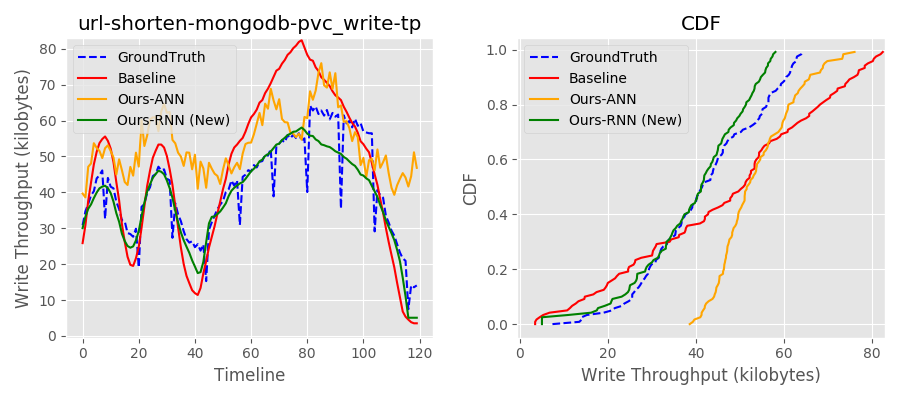 url-shorten-mongodb-pvc_write-tp
GroundTruth
Baseline
Ours-ANN
Ours-RNN (New)
Write Throughput (kilobytes)
80
70
60
50
40
30
20
10
0
0 20 40 60 80 100 120
Timeline
CDF
GroundTruth
Baseline
Ours-ANN
Ours-RNN (New)
CDF
1.0
0.8
0.6
0.4
0.2
0.0
0 20 40 60 80
Write Throughput (kilobytes)